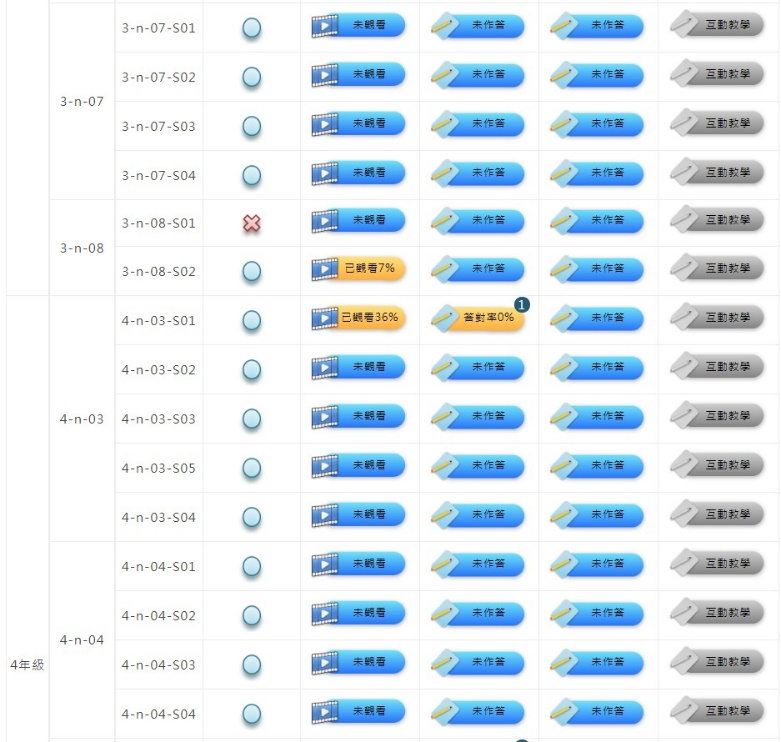 3-n-07
3-n-07-S01 未觀看 未作答 未作答 互動教學
3-n-07-S02 未觀看 未作答 未作答 互動教學
3-n-07-S03 未觀看 未作答 未作答 互動教學
3-n-07-S04 未觀看 未作答 未作答 互動教學
3-n-08
3-n-08-S01 未觀看 未作答 未作答 互動教學
3-n-08-S02 已觀看7% 未作答 未作答 互動教學
4年級
4-n-03
4-n-03-S01 已觀看36% 答對率0% 1 未作答 互動教學
4-n-03-S02 未觀看 未作答 未作答 互動教學
4-n-03-S03 未觀看 未作答 未作答 互動教學
4-n-03-S05 未觀看 未作答 未作答 互動教學
4-n-03-S04 未觀看 未作答 未作答 互動教學
4-n-04
4-n-04-S01 未觀看 未作答 未作答 互動教學
4-n-04-S02 未觀看 未作答 未作答 互動教學
4-n-04-S03 未觀看 未作答 未作答 互動教學
4-n-04-S04 未觀看 未作答 未作答 互動教學